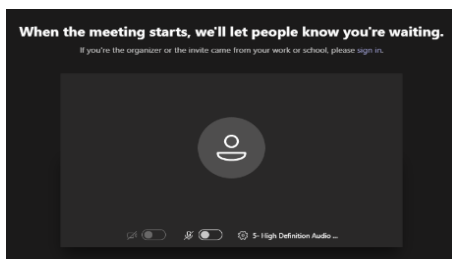 When the meeting starts, we'll let people know you're waiting.
If you're the organizer or the invite came from your work or school, please sign in.
5- High Definition Audio ...